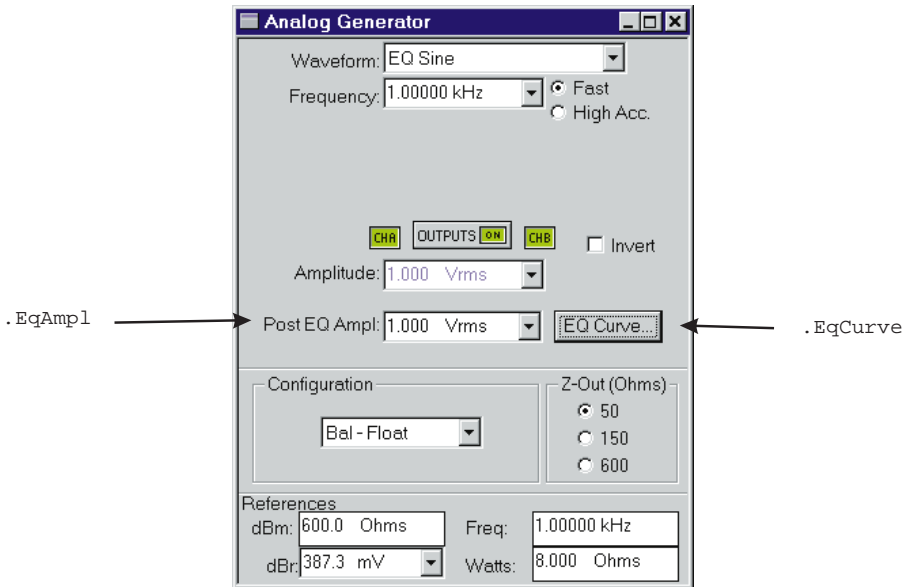 Analog Generator
Waveform: EQ Sine
Frequency: 1.00000 kHz
Fast
High Acc.
CHA OUTPUTS ON CHB
Invert
Amplitude: 1.000 Vrms
.EqAmpl
Post EQ Ampl: 1.000 Vrms
EQ Curve...
.EqCurve
Configuration
Bal - Float
Z-Out (Ohms)
50
150
600
References
dBm: 600.0 Ohms
Freq: 1.00000 kHz
dBr: 387.3 mV
Watts: 8.000 Ohms